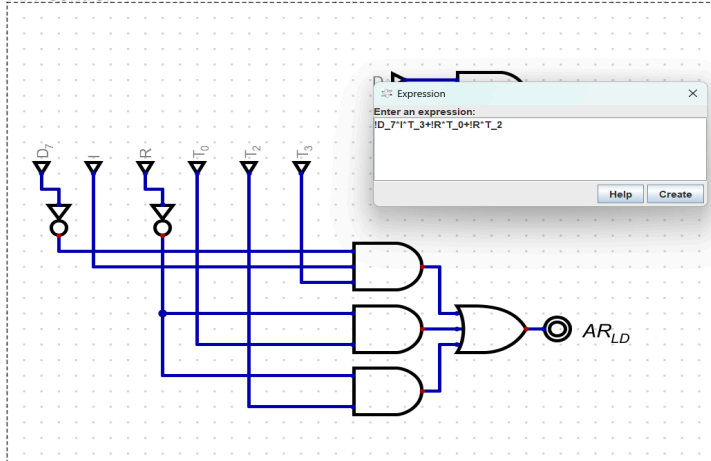 D
Expression
Enter an expression:
!D_7^I^T_3+!R^T_0+!R^T_2
Help Create
D7 I R T0 T2 T3
ARLD